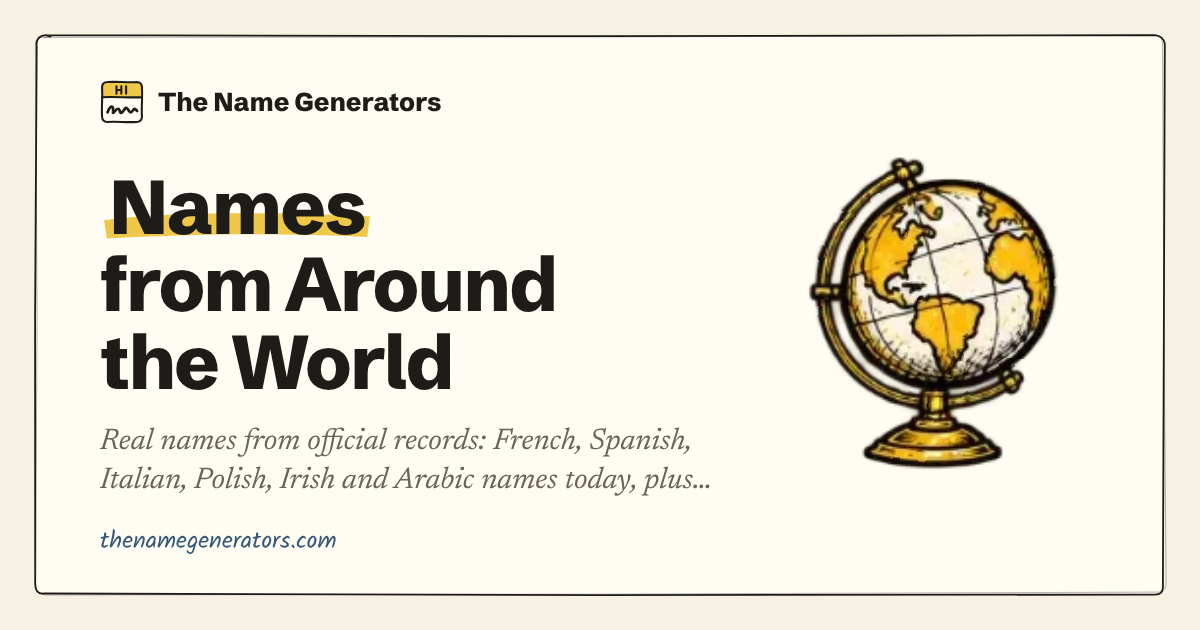 HI
The Name Generators
Names
from Around
the World
Real names from official records: French, Spanish,
Italian, Polish, Irish and Arabic names today, plus...
thenamegenerators.com